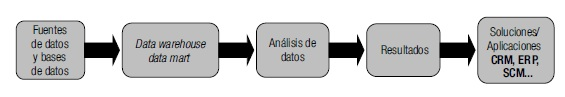 Fuentes
de datos
y bases
de datos
Data warehouse
data mart
Análisis de
datos
Resultados
Soluciones/
Aplicaciones
CRM, ERP,
SCM...